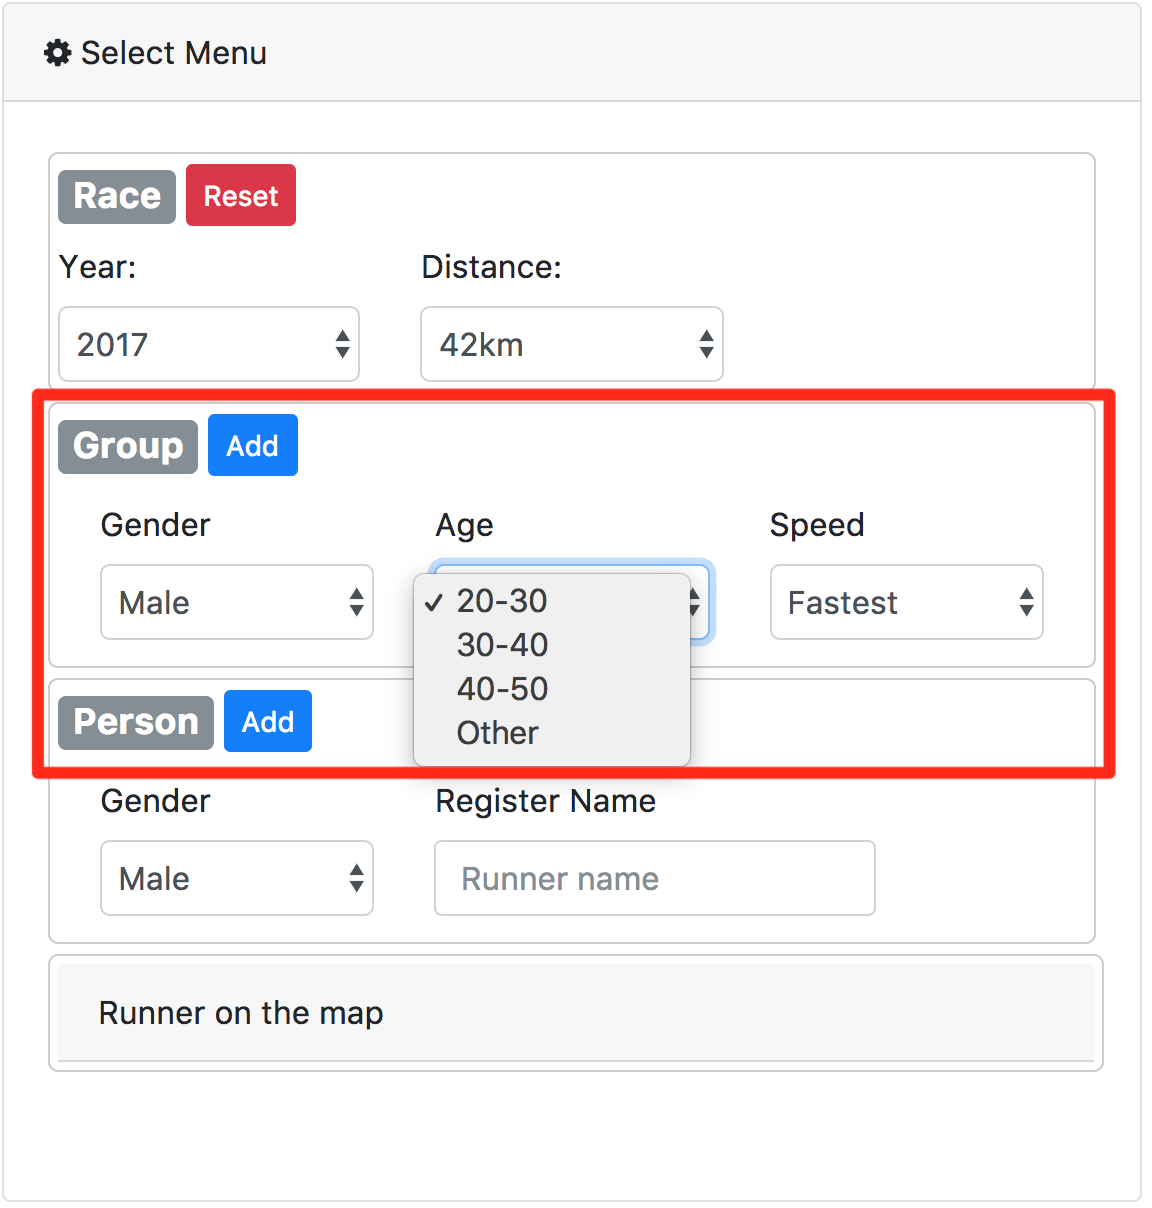 Select Menu
Race Reset
Year: Distance:
2017 42km
Group Add
Gender Age Speed
Male 20-30 Fastest
30-40
40-50
Other
Person Add
Gender Register Name
Male Runner name
Runner on the map